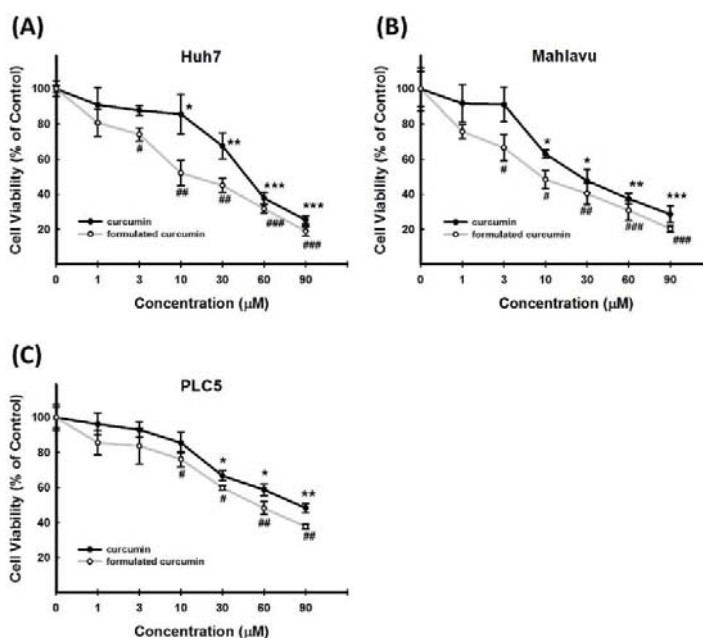 (A)
Huh7
Cell Viability (% of Control)
100
80
60
40
20
*
**
***
***
#
##
##
###
###
curcumin
formulated curcumin
0 1 3 10 30 60 90
Concentration (μM)
(B)
Mahlavu
Cell Viability (% of Control)
100
80
60
40
20
*
*
**
***
#
#
##
###
###
curcumin
formulated curcumin
0 1 3 10 30 60 90
Concentration (μM)
(C)
PLC5
Cell Viability (% of Control)
100
80
60
40
20
*
*
**
#
#
##
##
curcumin
formulated curcumin
0 1 3 10 30 60 90
Concentration (μM)